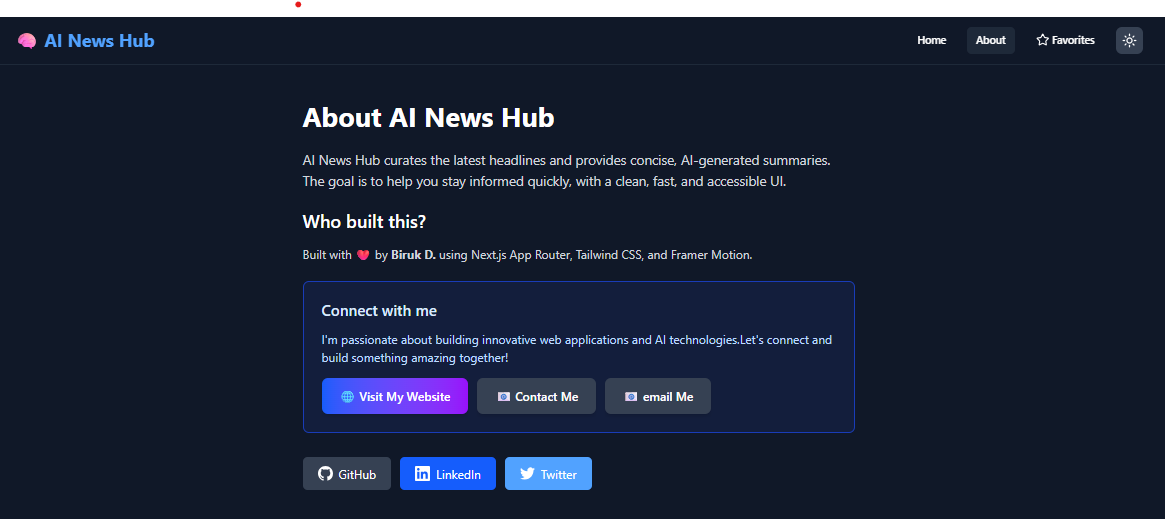 AI News Hub
Home
About
Favorites
About AI News Hub
AI News Hub curates the latest headlines and provides concise, AI-generated summaries.
The goal is to help you stay informed quickly, with a clean, fast, and accessible UI.
Who built this?
Built with ❤️ by Biruk D. using Next.js App Router, Tailwind CSS, and Framer Motion.
Connect with me
I'm passionate about building innovative web applications and AI technologies.Let's connect and
build something amazing together!
Visit My Website
Contact Me
email Me
GitHub
LinkedIn
Twitter